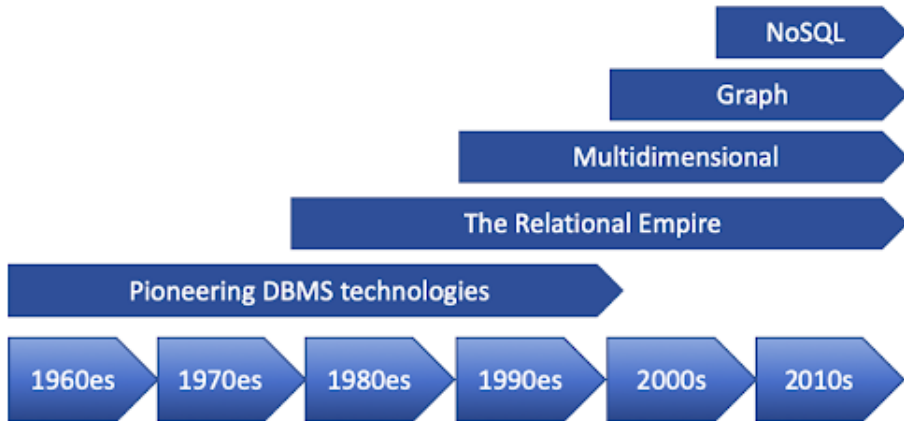 NoSQL
Graph
Multidimensional
The Relational Empire
Pioneering DBMS technologies
1960es 1970es 1980es 1990es 2000s 2010s